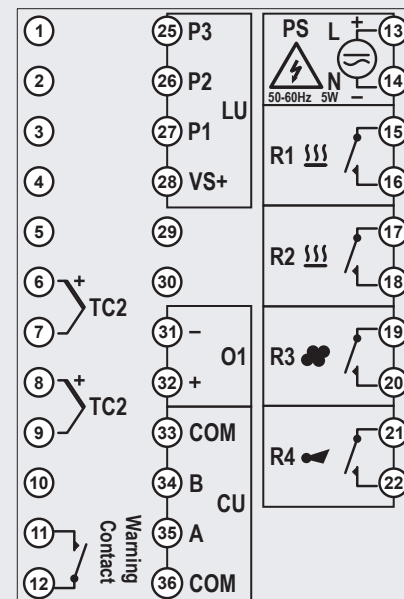 1
2
3
4
5
6 +
7
TC2
8 +
9
TC2
10
11
12
Warning
Contact
25 P3
26 P2
27 P1
28 VS+
LU
29
30
31 –
32 +
O1
33 COM
34 B
35 A
36 COM
CU
PS L + 13
N – 14
50-60Hz 5W
R1 15
16
R2 17
18
R3 19
20
R4 21
22